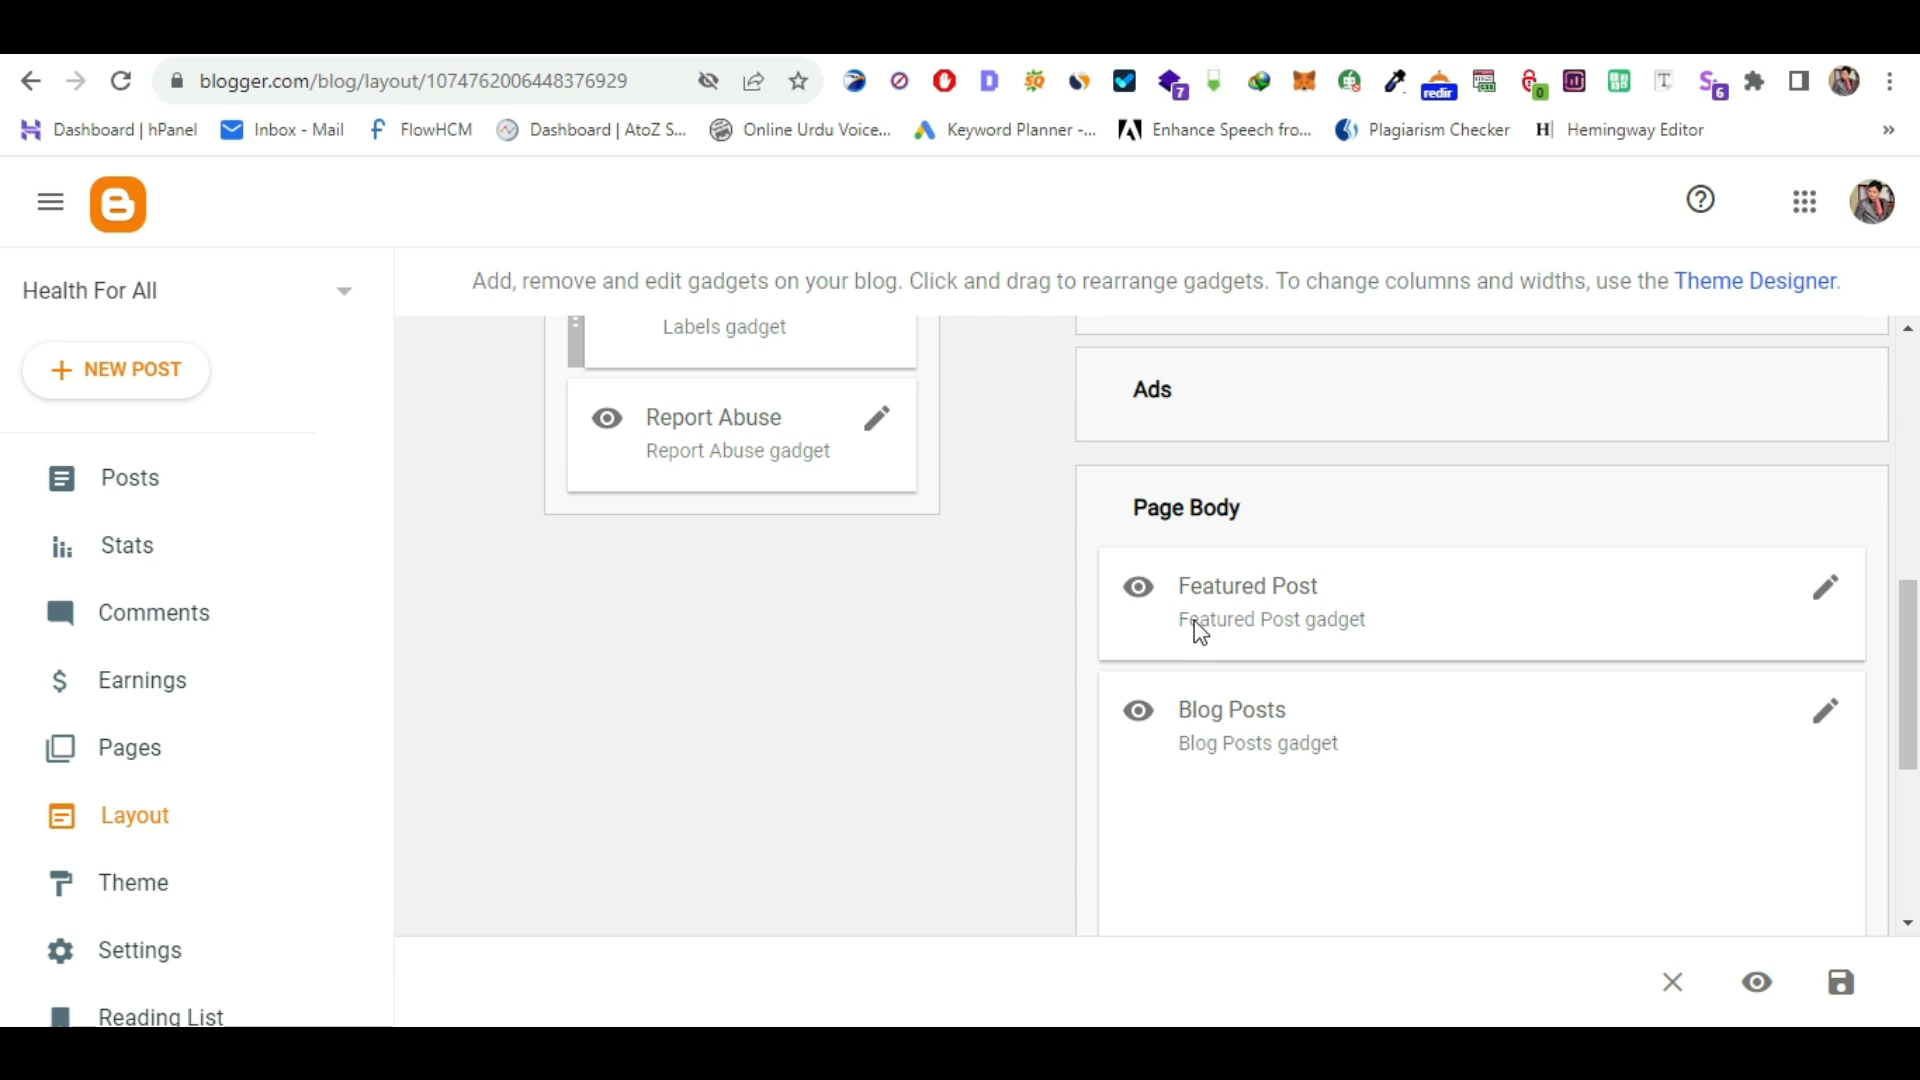 blogger.com/blog/layout/1074762006448376929
7
redir
0
6
Dashboard | hPanel
Inbox - Mail
FlowHCM
Dashboard | AtoZ S...
Online Urdu Voice...
Keyword Planner -...
Enhance Speech fro...
Plagiarism Checker
H| Hemingway Editor
»
Health For All
Add, remove and edit gadgets on your blog. Click and drag to rearrange gadgets. To change columns and widths, use the Theme Designer.
NEW POST
Posts
Stats
Comments
Earnings
Pages
Layout
Theme
Settings
Reading List
Labels gadget
Report Abuse
Report Abuse gadget
Ads
Page Body
Featured Post
Featured Post gadget
Blog Posts
Blog Posts gadget